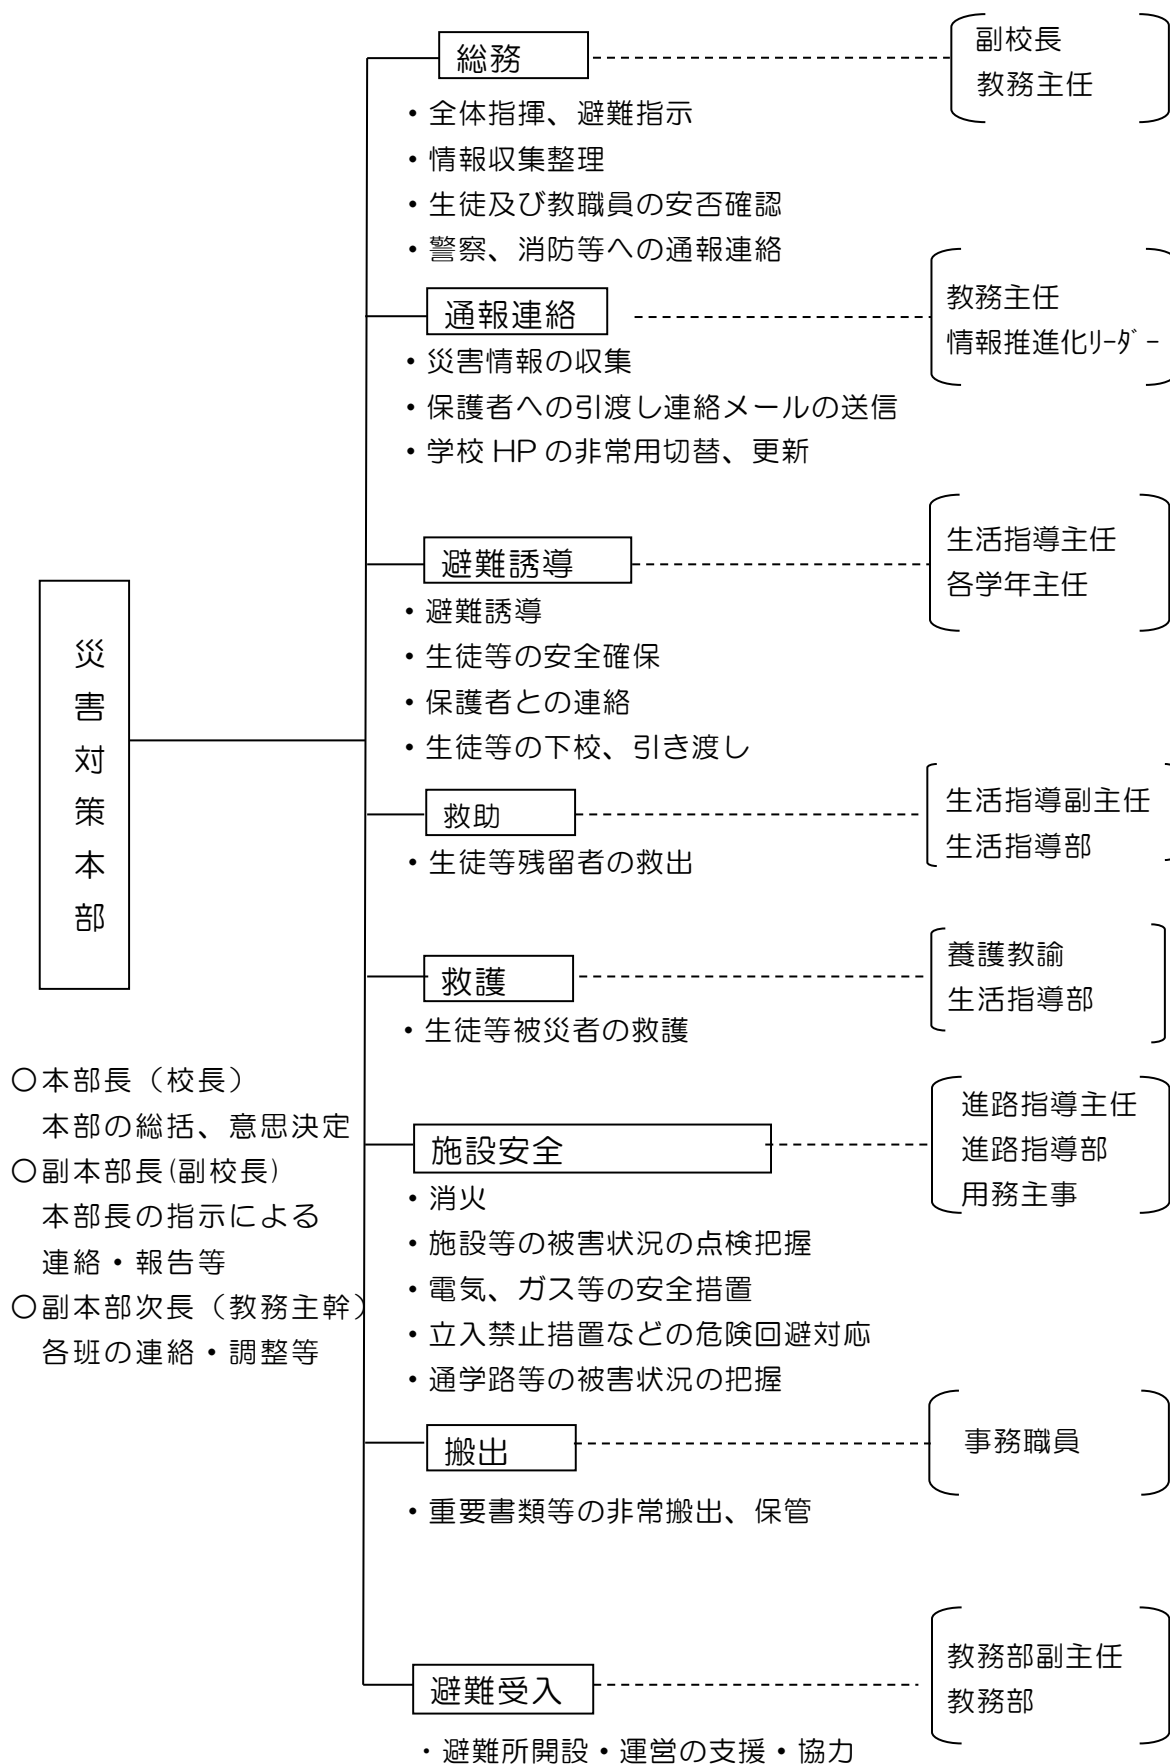 総務
副校長
教務主任
・全体指揮、避難指示
・情報収集整理
・生徒及び教職員の安否確認
・警察、消防等への通報連絡
通報連絡
教務主任
情報推進化ﾘｰﾀﾞｰ
・災害情報の収集
・保護者への引渡し連絡メールの送信
・学校HPの非常用切替、更新
避難誘導
生活指導主任
各学年主任
・避難誘導
・生徒等の安全確保
・保護者との連絡
・生徒等の下校、引き渡し
災害対策本部
救助
生活指導副主任
生活指導部
・生徒等残留者の救出
救護
養護教諭
生活指導部
・生徒等被災者の救護
〇本部長（校長）
本部の総括、意思決定
〇副本部長(副校長)
本部長の指示による
連絡・報告等
〇副本部次長（教務主幹）
各班の連絡・調整等
施設安全
進路指導主任
進路指導部
用務主事
・消火
・施設等の被害状況の点検把握
・電気、ガス等の安全措置
・立入禁止措置などの危険回避対応
・通学路等の被害状況の把握
搬出
事務職員
・重要書類等の非常搬出、保管
避難受入
教務部副主任
教務部
・避難所開設・運営の支援・協力